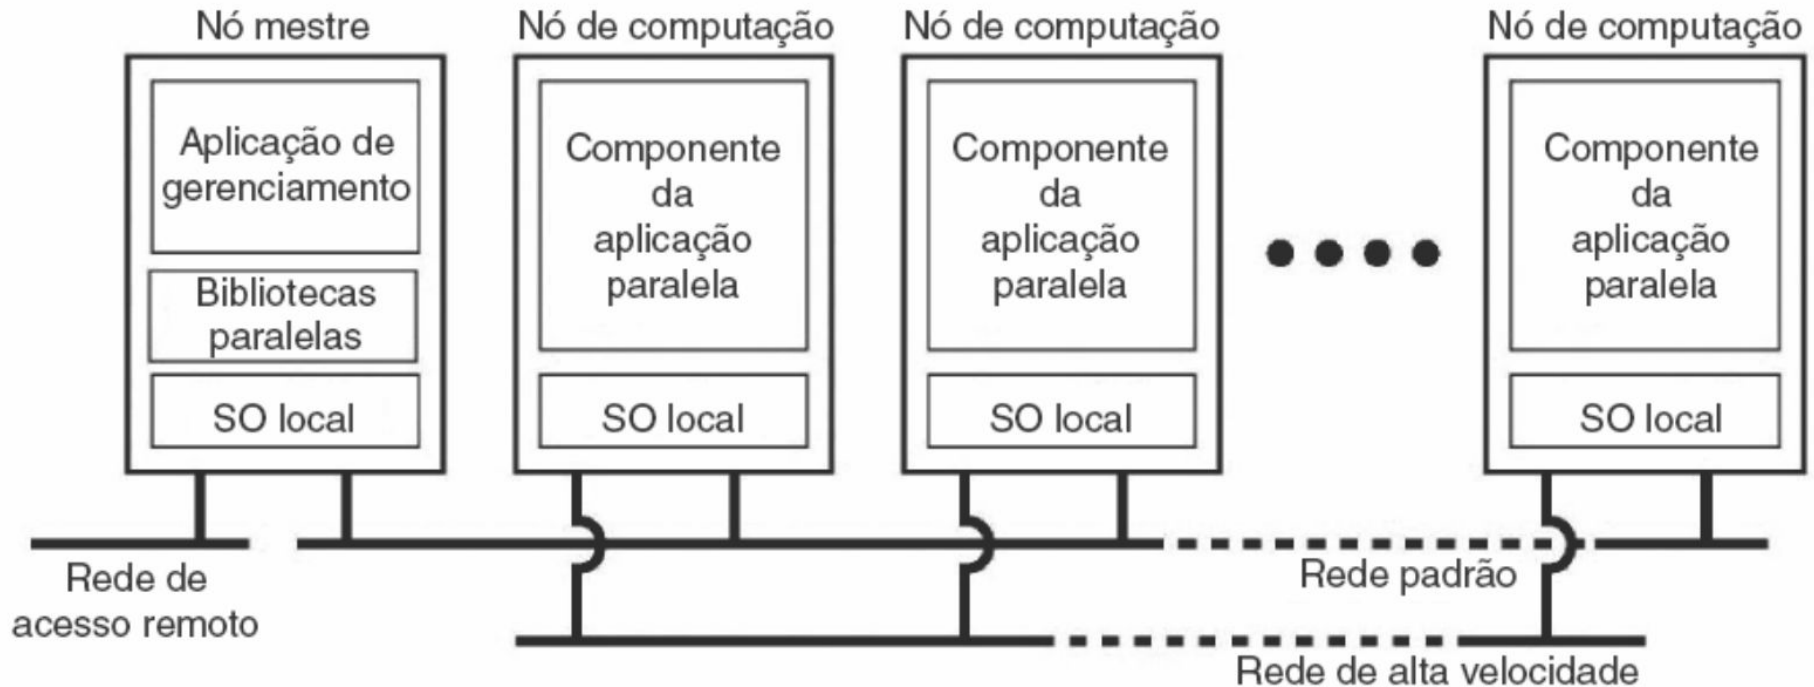 Nó mestre
Nó de computação
Nó de computação
Nó de computação
Aplicação de
gerenciamento
Bibliotecas
paralelas
SO local
Componente
da
aplicação
paralela
SO local
Componente
da
aplicação
paralela
SO local
Componente
da
aplicação
paralela
SO local
Rede de
acesso remoto
Rede padrão
Rede de alta velocidade